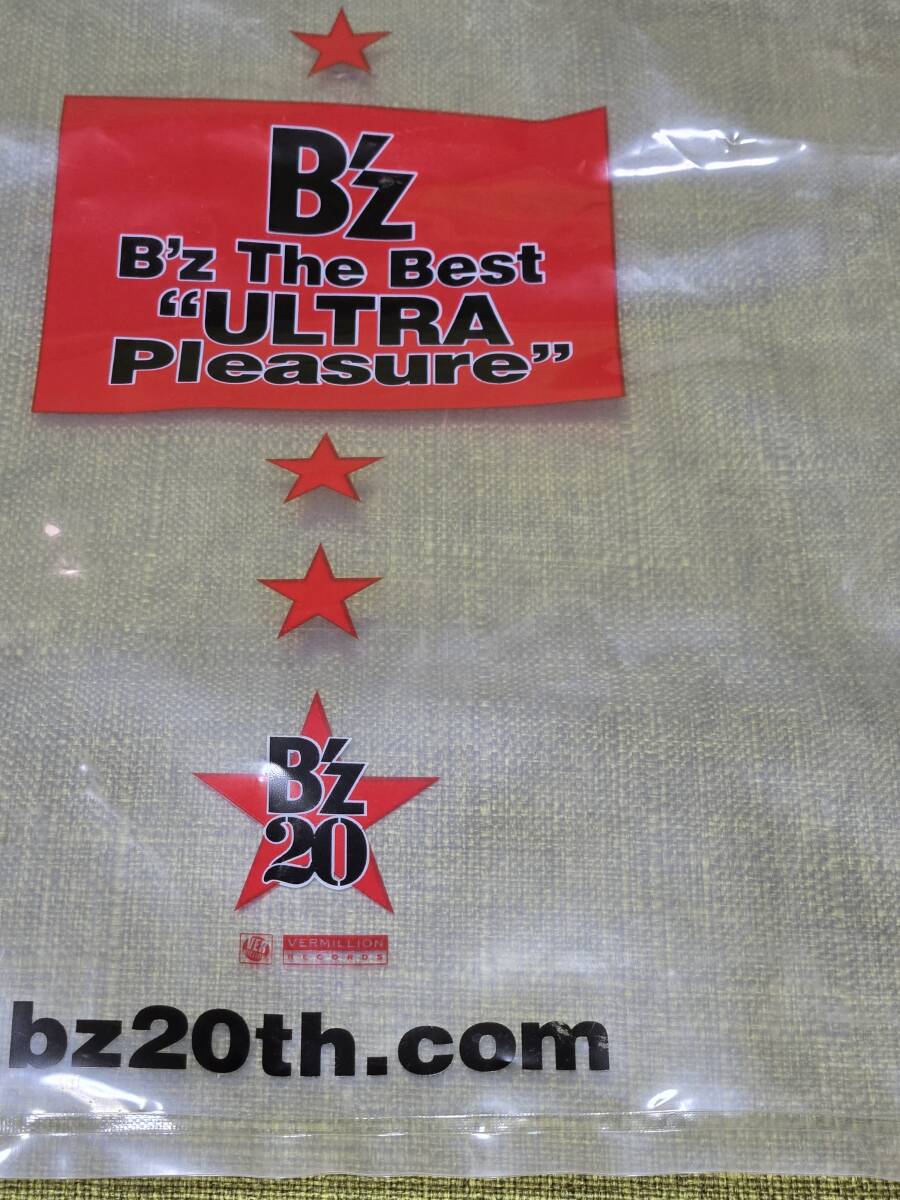 B'z
B'z The Best
“ULTRA
Pleasure”
B'z
20
VERMILLION
RECORDS
bz20th.com